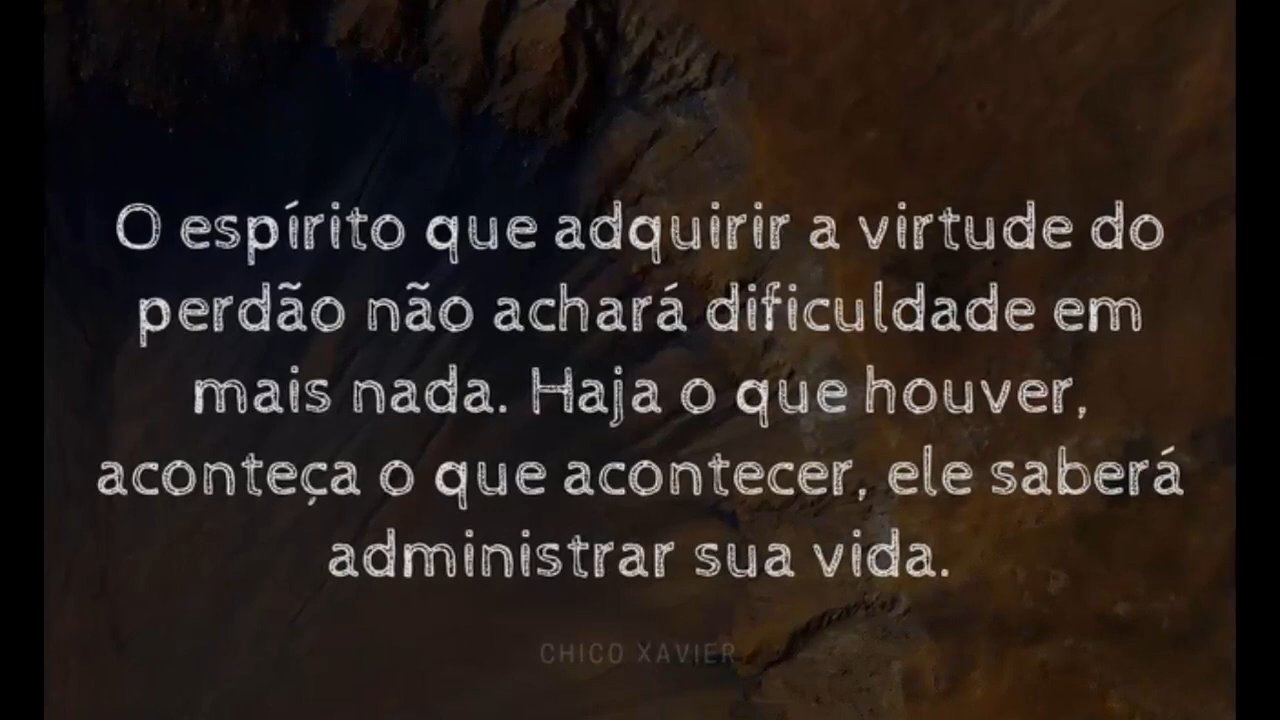 O espírito que adquirir a virtude do
perdão não achará dificuldade em
mais nada. Haja o que houver,
aconteça o que acontecer, ele saberá
administrar sua vida.
CHICO XAVIER